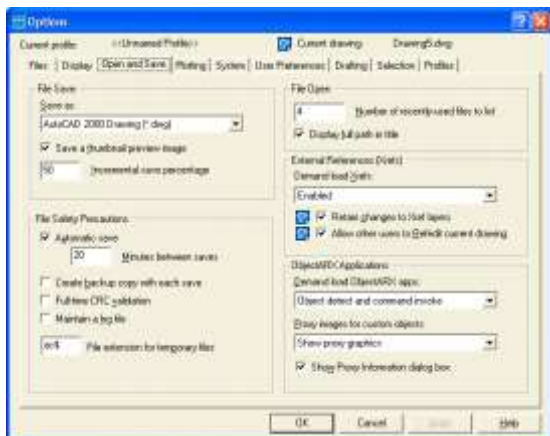 Options
Current profile: <<Unnamed Profile>> Current drawing: Drawing5.dwg
Files Display Open and Save Plotting System User Preferences Drafting Selection Profiles
File Save
Save as:
AutoCAD 2000 Drawing (*.dwg)
Save a thumbnail preview image
50 Incremental save percentage
File Safety Precautions
Automatic save
20 Minutes between saves
Create backup copy with each save
Full-time CRC validation
Maintain a log file
ac$ File extension for temporary files
File Open
4 Number of recently-used files to list
Display full path in title
External References (Xrefs)
Demand load Xrefs:
Enabled
Retain changes to Xref layers
Allow other users to Refedit current drawing
ObjectARX Applications
Demand load ObjectARX apps:
Object detect and command invoke
Proxy images for custom objects:
Show proxy graphics
Show Proxy Information dialog box
OK Cancel Apply Help